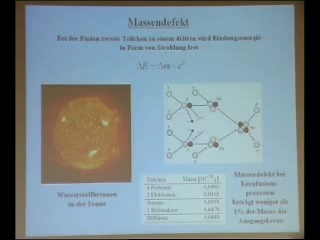 Massendefekt
Bei der Fusion zweier Teilchen zu einem dritten wird Bindungsenergie
in Form von Strahlung frei
ΔE = Δm · c²
Wasserstoffbrennen
in der Sonne
Teilchen Masse
4 Protonen
2 Elektronen
Summe
1 Heliumkern
Differenz
Massendefekt bei
Kernfusions
prozessen
beträgt weniger als
1% der Masse der
Ausgangskerne